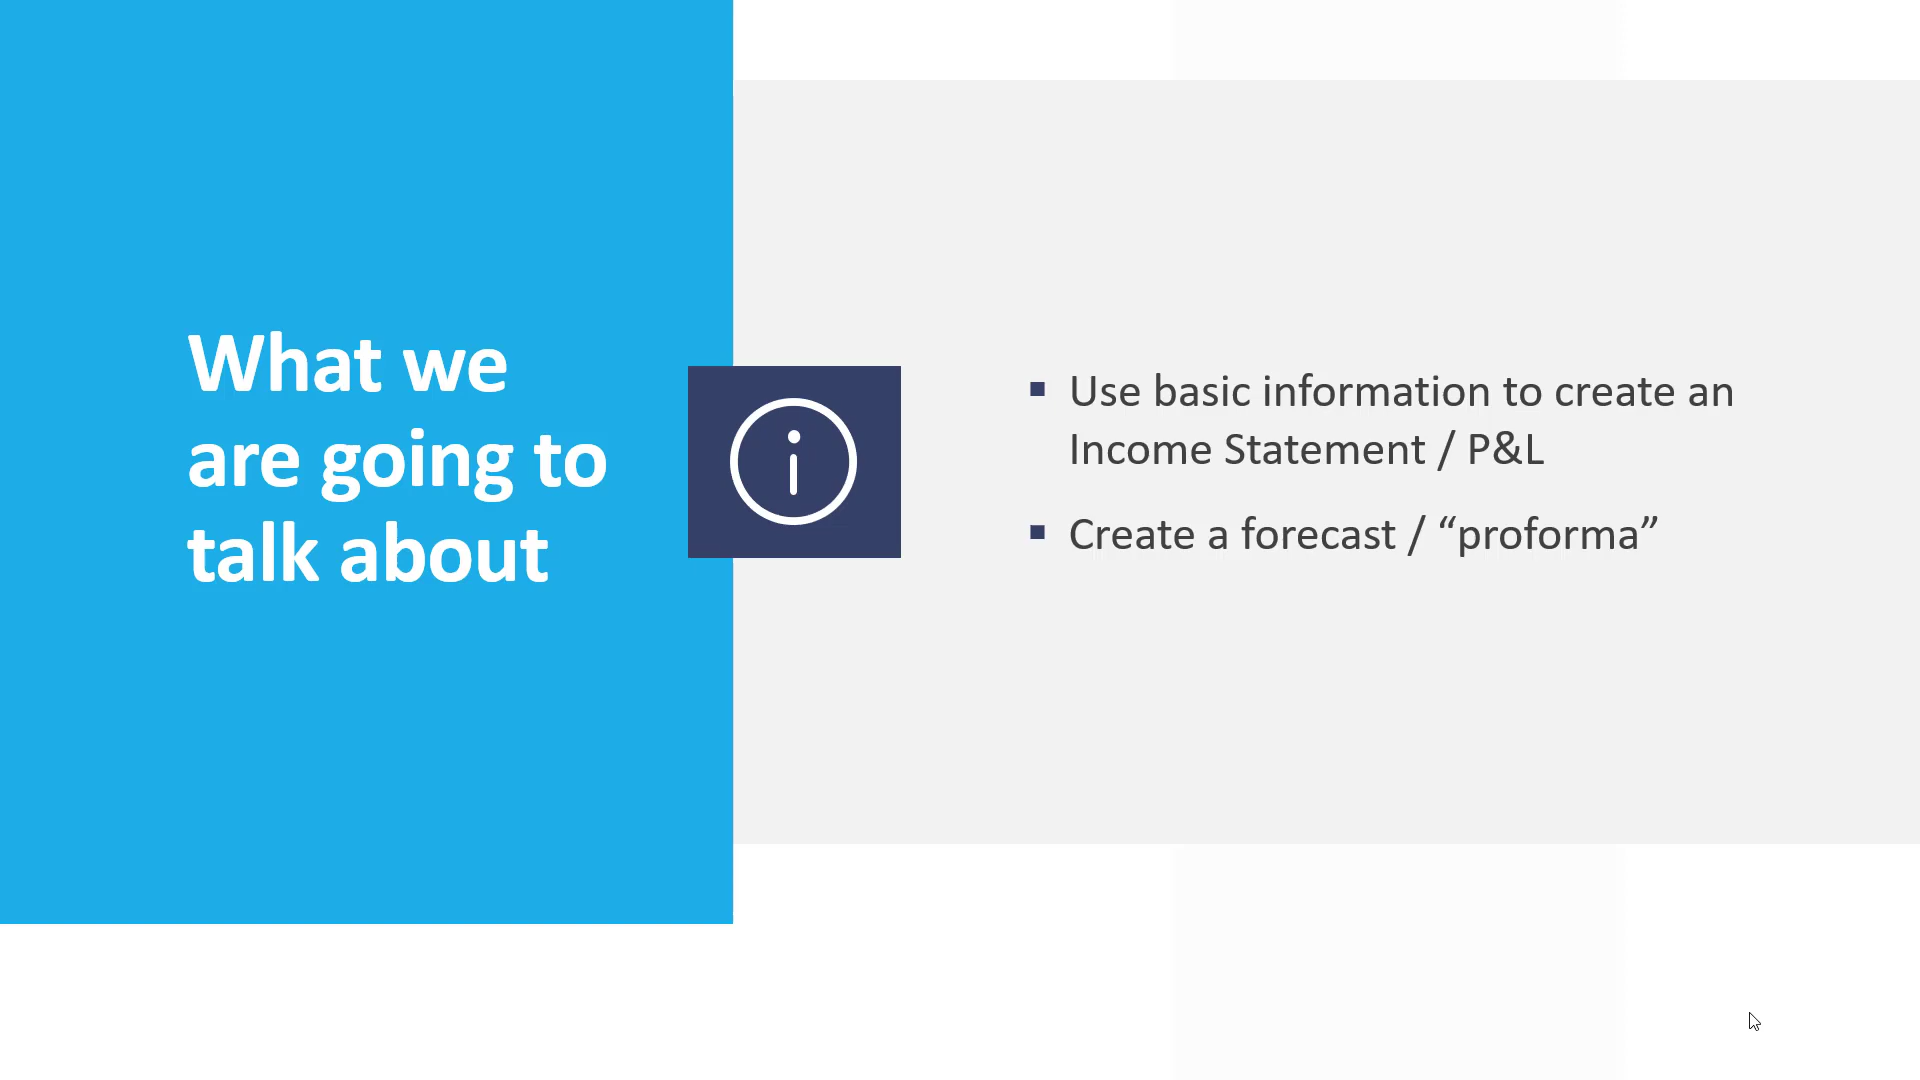 What we
are going to
talk about
▪ Use basic information to create an
Income Statement / P&L
▪ Create a forecast / “proforma”